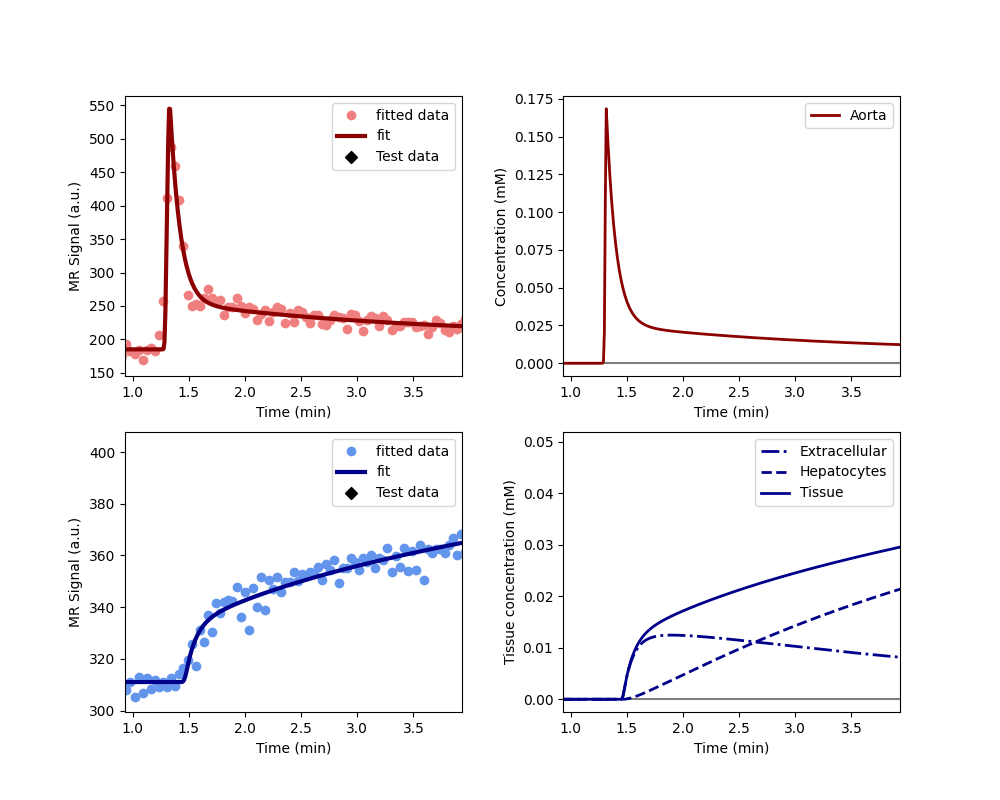 550
500
450
400
350
300
250
200
150
MR Signal (a.u.)
1.0 1.5 2.0 2.5 3.0 3.5
Time (min)
fitted data
fit
Test data
0.175
0.150
0.125
0.100
0.075
0.050
0.025
0.000
Concentration (mM)
1.0 1.5 2.0 2.5 3.0 3.5
Time (min)
Aorta
400
380
360
340
320
300
MR Signal (a.u.)
1.0 1.5 2.0 2.5 3.0 3.5
Time (min)
fitted data
fit
Test data
0.05
0.04
0.03
0.02
0.01
0.00
Tissue concentration (mM)
1.0 1.5 2.0 2.5 3.0 3.5
Time (min)
Extracellular
Hepatocytes
Tissue